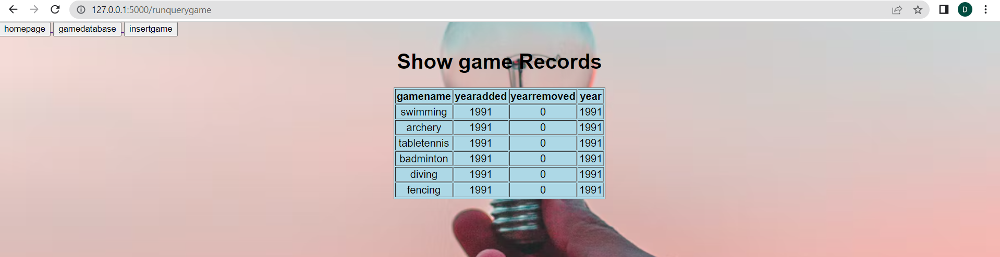 127.0.0.1:5000/runquerygame
D
homepage gamedatabase insertgame
Show game Records
gamename yearadded yearremoved year
swimming 1991 0 1991
archery 1991 0 1991
tabletennis 1991 0 1991
badminton 1991 0 1991
diving 1991 0 1991
fencing 1991 0 1991